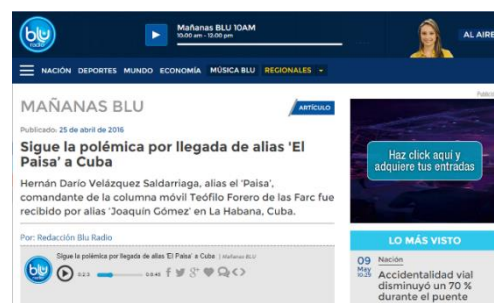 blu
radio
Mañanas BLU 10AM
10:00 am - 12:00 pm
AL AIRE
NACIÓN DEPORTES MUNDO ECONOMÍA MÚSICA BLU REGIONALES
MAÑANAS BLU
ARTÍCULO
Publicado: 25 de abril de 2016
Sigue la polémica por llegada de alias 'El
Paisa' a Cuba
Hernán Darío Velázquez Saldarriaga, alias el 'Paisa',
comandante de la columna móvil Teófilo Forero de las Farc fue
recibido por alias 'Joaquín Gómez' en La Habana, Cuba.
Por: Redacción Blu Radio
Sigue la polémica por llegada de alias 'El Paisa' a Cuba | Mañanas BLU
blu
Haz click aquí y
adquiere tus entradas
LO MÁS VISTO
09
May
Nación
Accidentalidad vial
disminuyó un 70 %
durante el puente